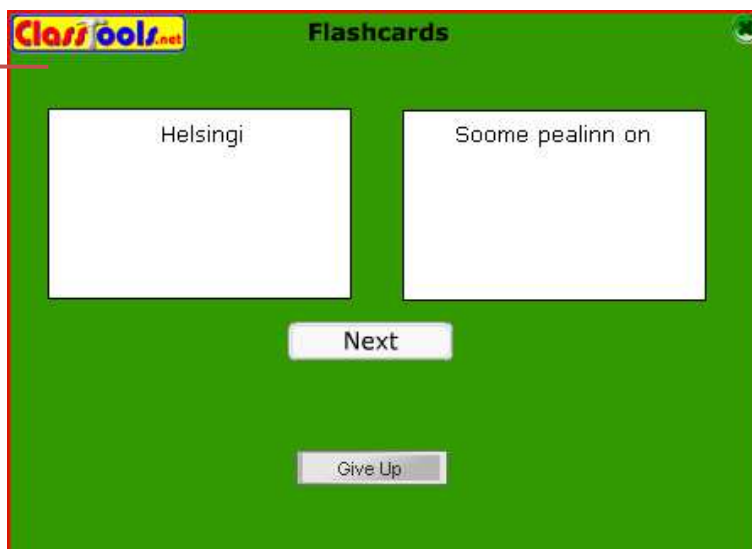 ClassTools.net
Flashcards
Helsingi
Soome pealinn on
Next
Give Up